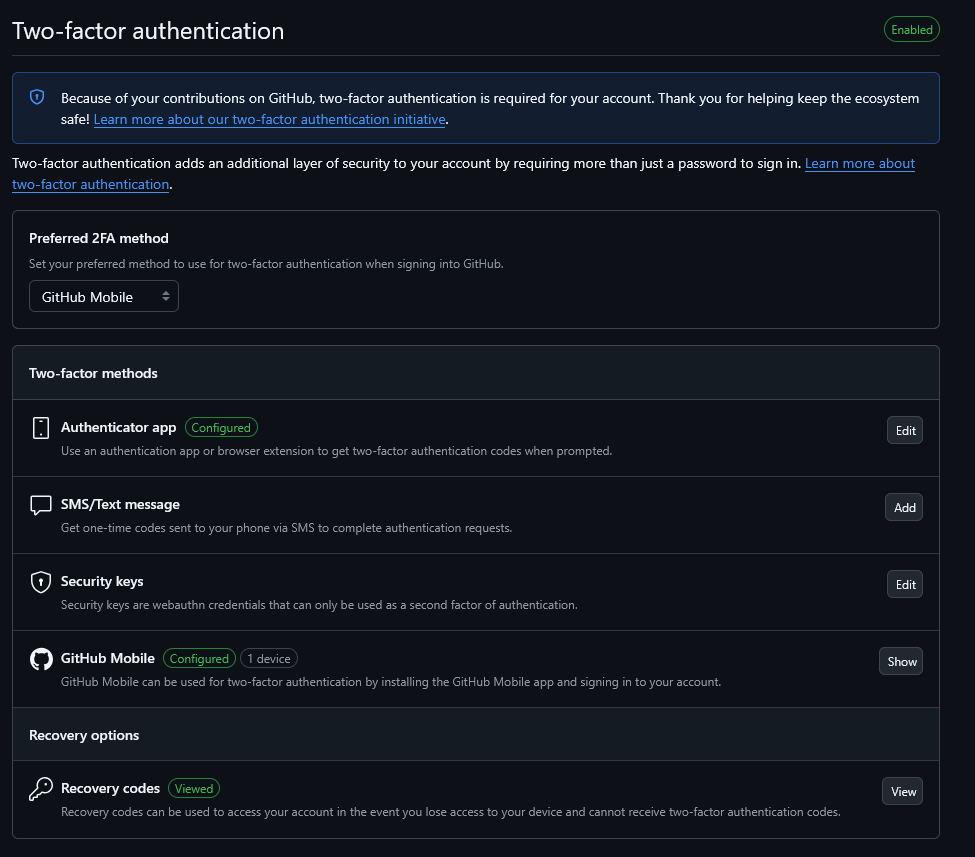 Two-factor authentication
Enabled
Because of your contributions on GitHub, two-factor authentication is required for your account. Thank you for helping keep the ecosystem
safe! Learn more about our two-factor authentication initiative.
Two-factor authentication adds an additional layer of security to your account by requiring more than just a password to sign in. Learn more about
two-factor authentication.
Preferred 2FA method
Set your preferred method to use for two-factor authentication when signing into GitHub.
GitHub Mobile
Two-factor methods
Authenticator app Configured
Edit
Use an authentication app or browser extension to get two-factor authentication codes when prompted.
SMS/Text message
Add
Get one-time codes sent to your phone via SMS to complete authentication requests.
Security keys
Edit
Security keys are webauthn credentials that can only be used as a second factor of authentication.
GitHub Mobile Configured 1 device
Show
GitHub Mobile can be used for two-factor authentication by installing the GitHub Mobile app and signing in to your account.
Recovery options
Recovery codes Viewed
View
Recovery codes can be used to access your account in the event you lose access to your device and cannot receive two-factor authentication codes.